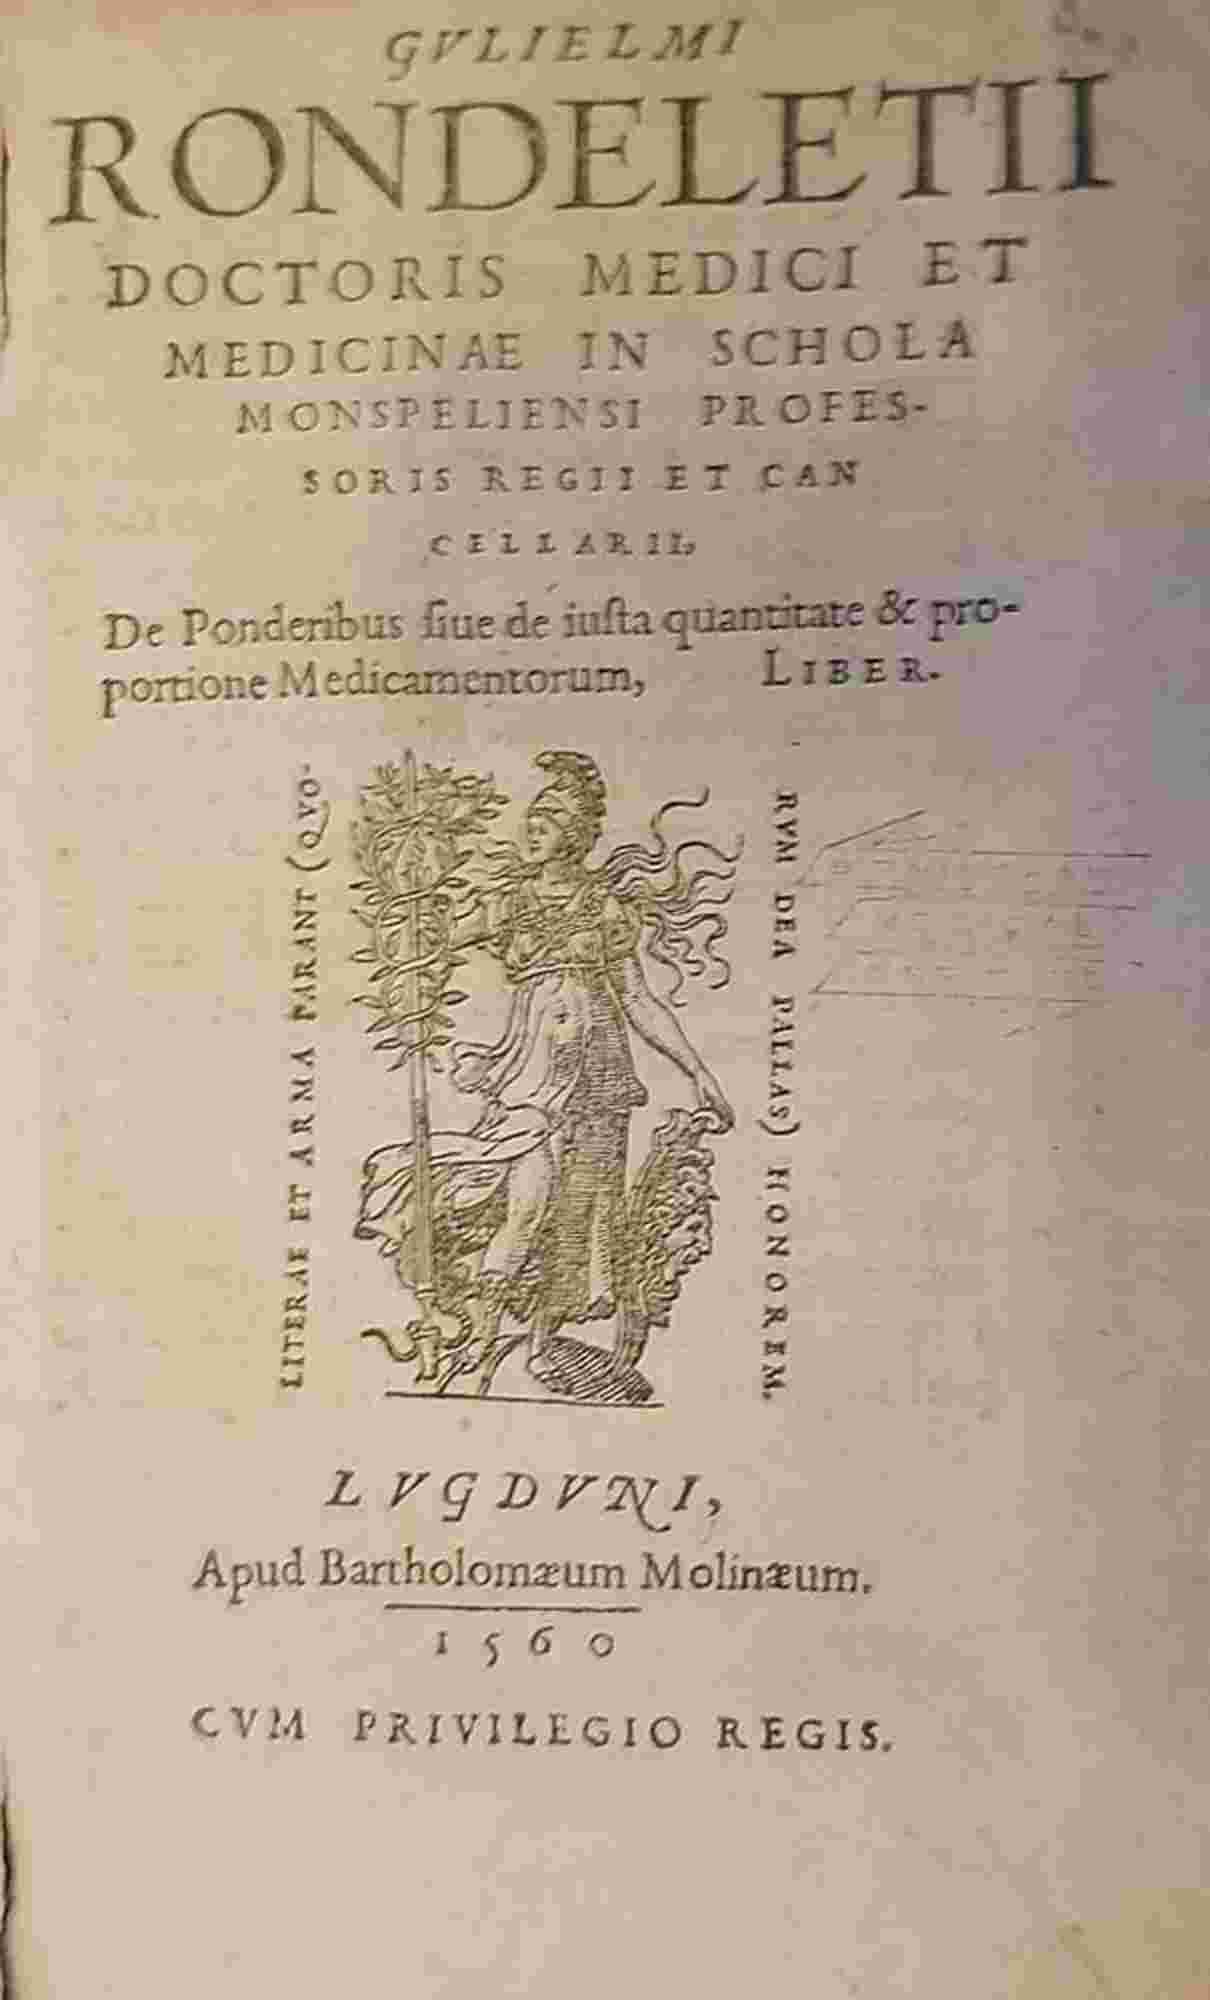 GVLIELMI
RONDELETII
DOCTORIS MEDICI ET
MEDICINAE IN SCHOLA
MONSPELIENSI PROFES-
SORIS REGII ET CAN
CELLARII,
De Ponderibus siue de iusta quantitate & pro-
portione Medicamentorum, LIBER.
LITERAE ET ARMA PARANT (QVO-
RVM DEA PALLAS) HONOREM.
LVGDVNI,
Apud Bartholomæum Molinæum.
1560
CVM PRIVILEGIO REGIS.